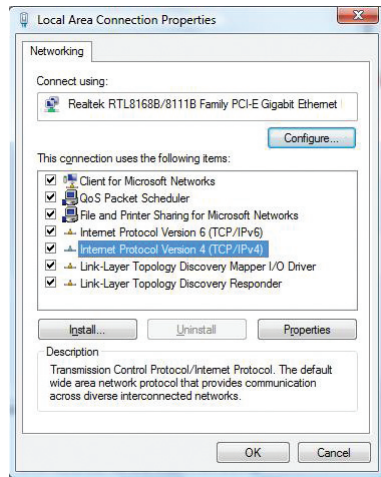 Local Area Connection Properties
Networking
Connect using:
Realtek RTL8168B/8111B Family PCI-E Gigabit Ethernet
Configure...
This connection uses the following items:
Client for Microsoft Networks
QoS Packet Scheduler
File and Printer Sharing for Microsoft Networks
Internet Protocol Version 6 (TCP/IPv6)
Internet Protocol Version 4 (TCP/IPv4)
Link-Layer Topology Discovery Mapper I/O Driver
Link-Layer Topology Discovery Responder
Install... Uninstall Properties
Description
Transmission Control Protocol/Internet Protocol. The default
wide area network protocol that provides communication
across diverse interconnected networks.
OK Cancel